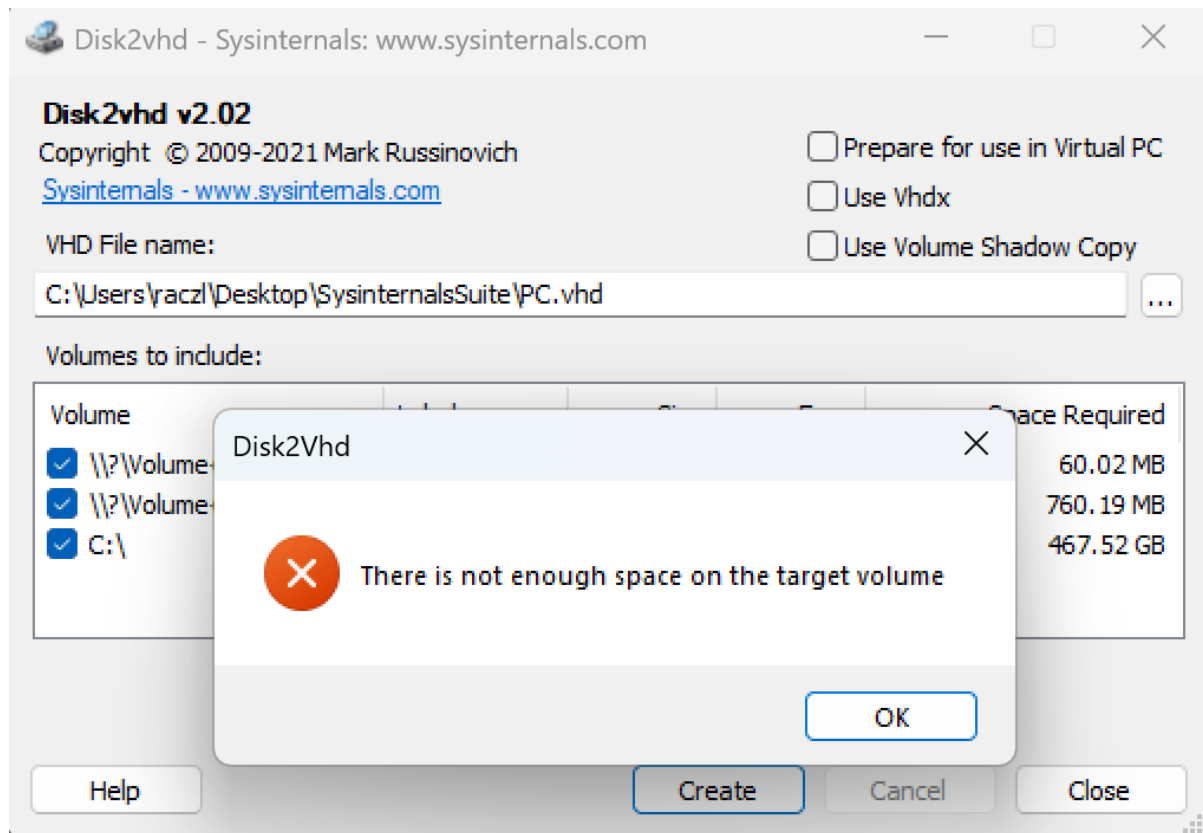 Disk2vhd - Sysinternals: www.sysinternals.com
Disk2vhd v2.02
Copyright © 2009-2021 Mark Russinovich
Sysinternals - www.sysinternals.com
Prepare for use in Virtual PC
Use Vhdx
Use Volume Shadow Copy
VHD File name:
C:\Users\raczl\Desktop\SysinternalsSuite\PC.vhd
...
Volumes to include:
Volume Required
\\?\Volume 60.02 MB
\\?\Volume 760.19 MB
C:\ 467.52 GB
Disk2Vhd
There is not enough space on the target volume
OK
Help Create Cancel Close